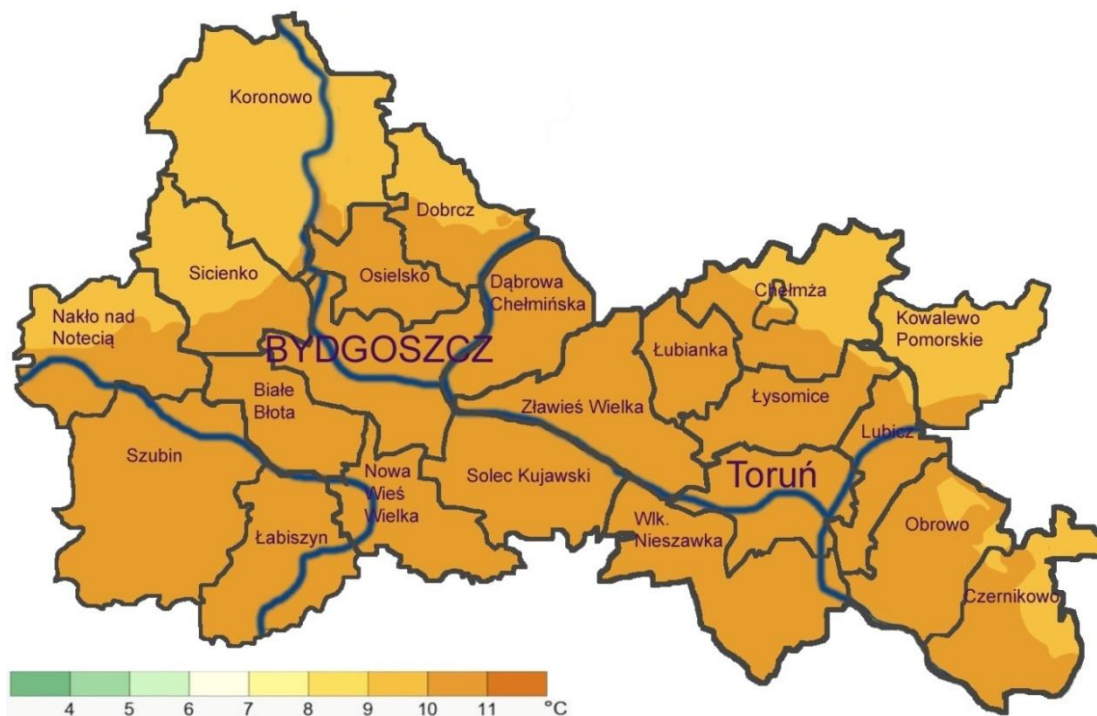 Koronowo
Dobrcz
Sicienko
Osielsko
Dąbrowa
Chełmińska
Chełmża
Nakło nad
Notecią
Kowalewo
Pomorskie
BYDGOSZCZ
Łubianka
Białe
Błota
Zławieś Wielka
Łysomice
Lubicz
Szubin
Nowa
Wieś
Wielka
Solec Kujawski
Toruń
Łabiszyn
Wlk.
Nieszawka
Obrowo
Czernikowo
4 5 6 7 8 9 10 11 °C